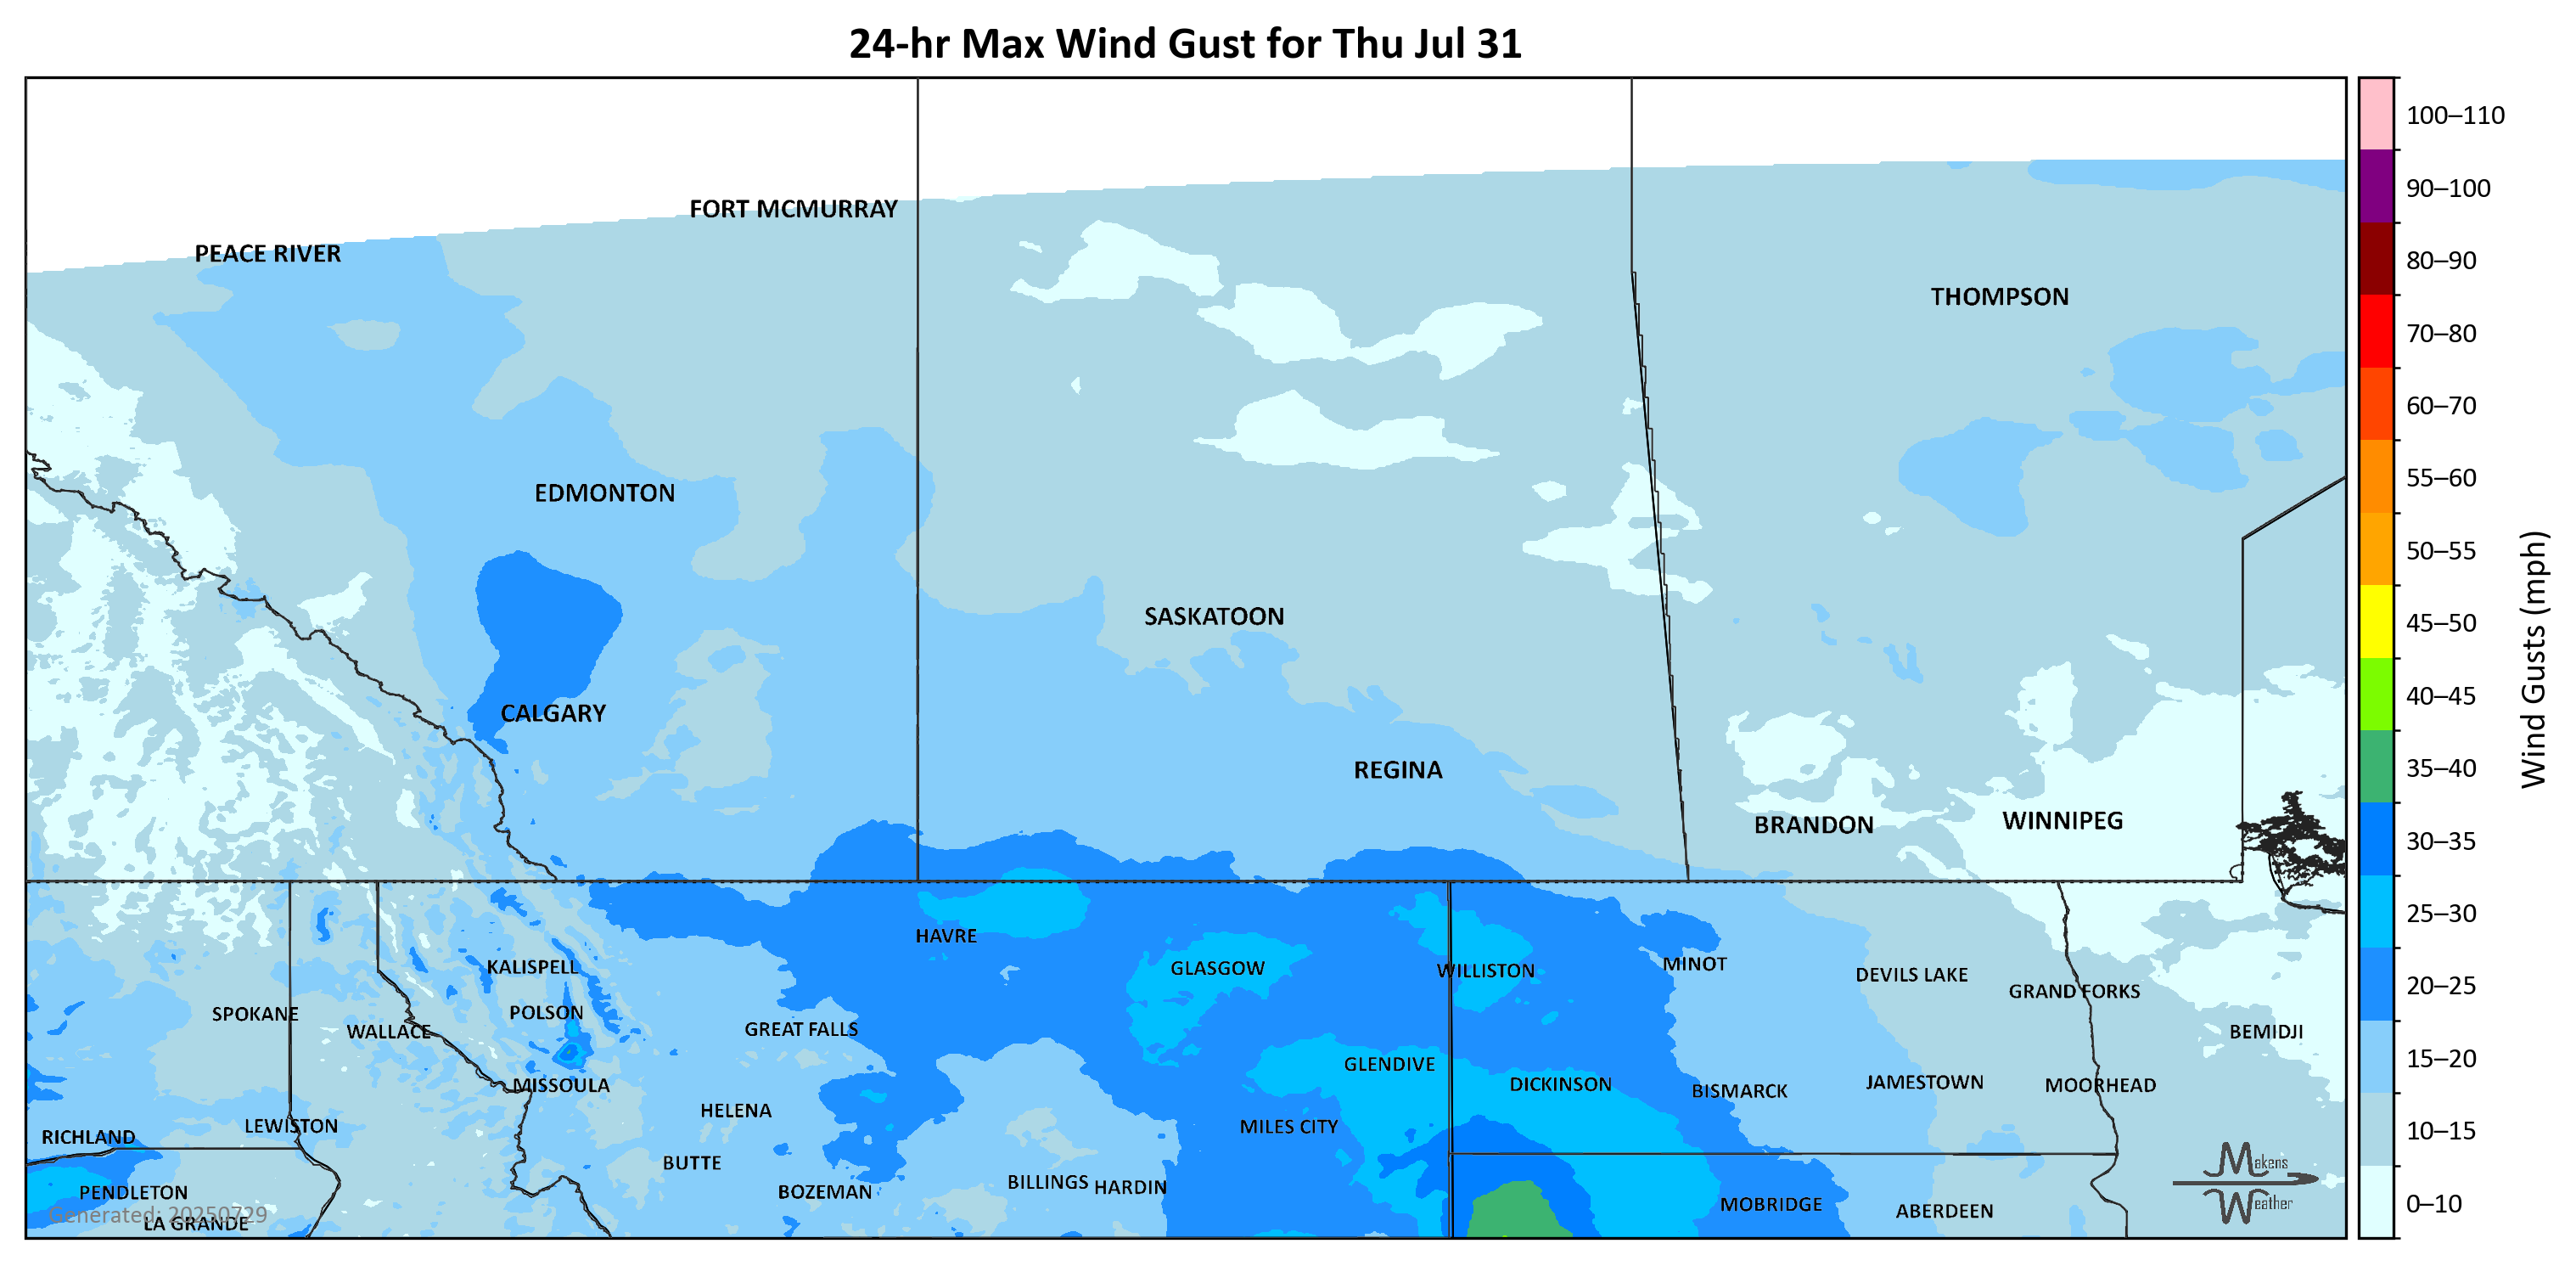 24-hr Max Wind Gust for Thu Jul 31
100–110
90–100
80–90
70–80
60–70
55–60
50–55
45–50
40–45
35–40
30–35
25–30
20–25
15–20
10–15
0–10
Wind Gusts (mph)
FORT MCMURRAY
PEACE RIVER
THOMPSON
EDMONTON
SASKATOON
CALGARY
REGINA
BRANDON
WINNIPEG
HAVRE
KALISPELL
GLASGOW
WILLISTON
MINOT
DEVILS LAKE
GRAND FORKS
SPOKANE
POLSON
WALLACE
GREAT FALLS
BEMIDJI
GLENDIVE
MISSOULA
DICKINSON
BISMARCK
JAMESTOWN
MOORHEAD
HELENA
LEWISTON
MILES CITY
RICHLAND
BUTTE
BILLINGS
HARDIN
PENDLETON
BOZEMAN
MOBRIDGE
ABERDEEN
Generated: 20250729
LA GRANDE
Makens
Weather